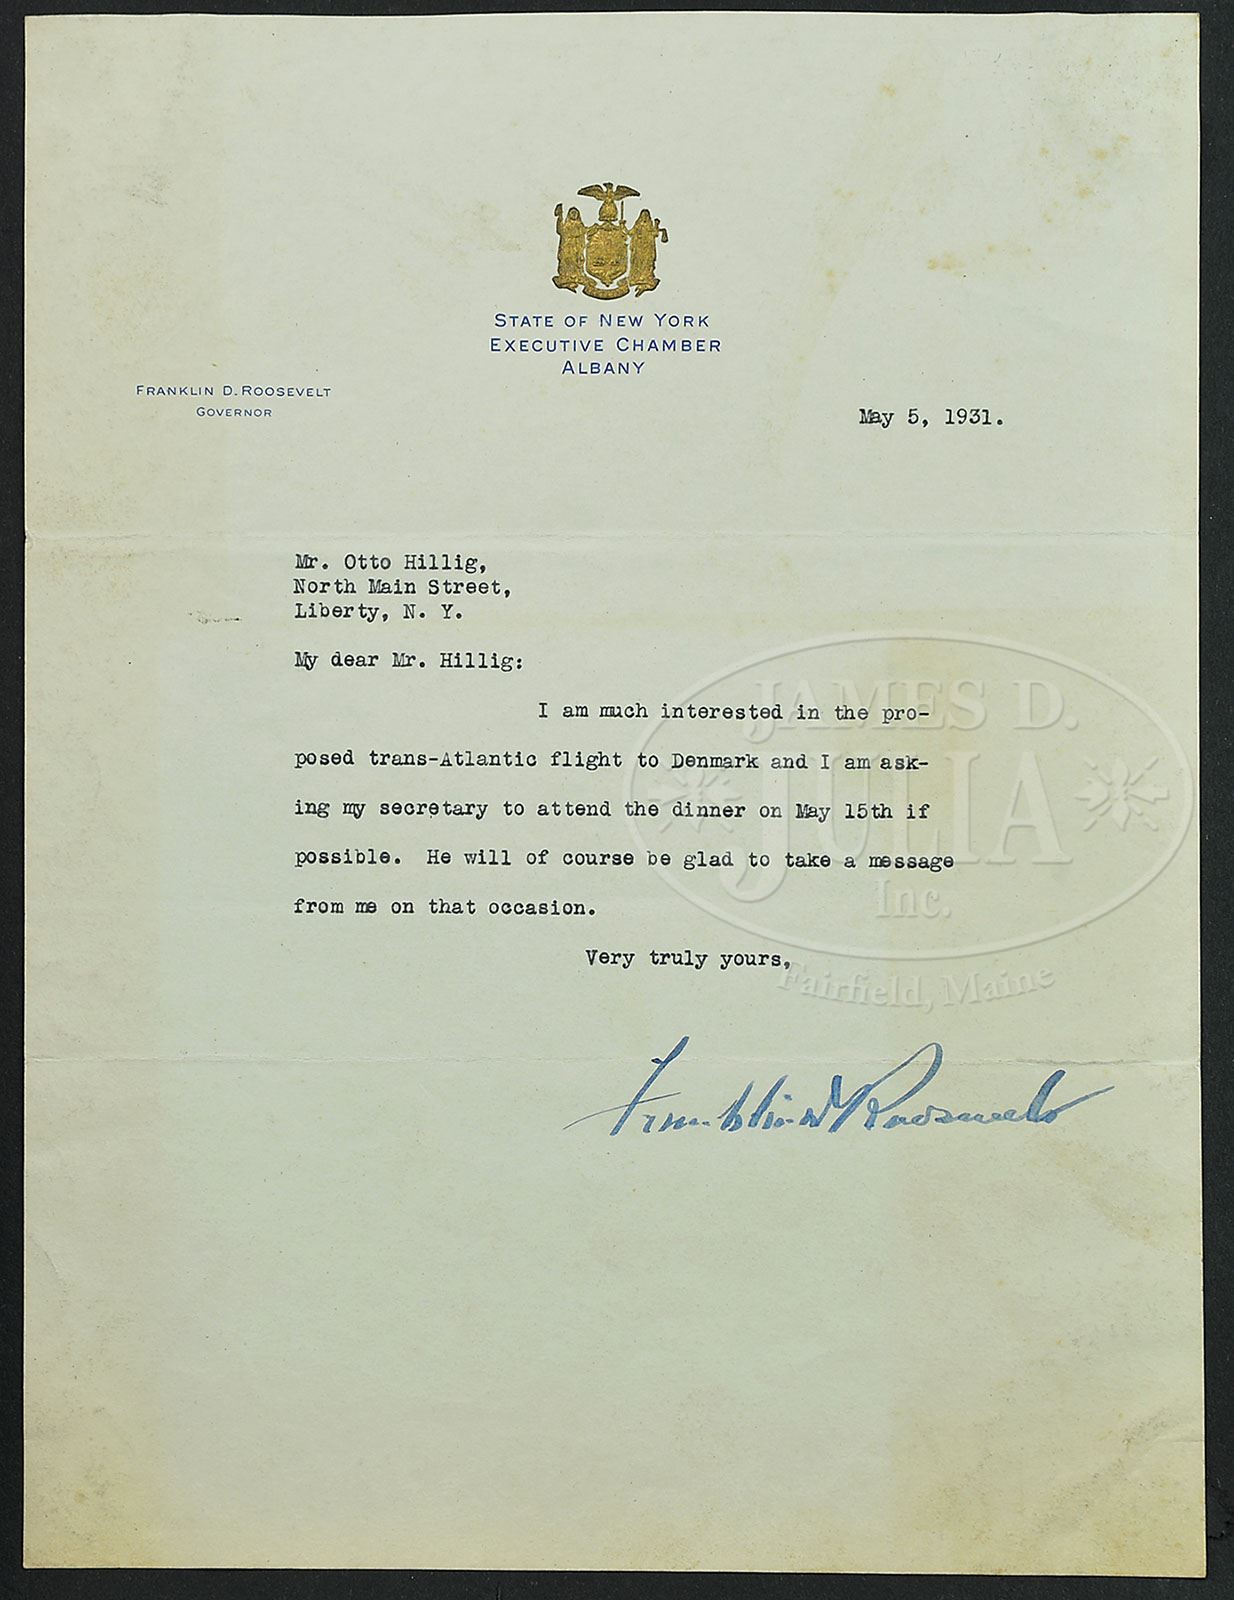 STATE OF NEW YORK
EXECUTIVE CHAMBER
ALBANY
FRANKLIN D. ROOSEVELT
GOVERNOR
May 5, 1931.
Mr. Otto Hillig,
North Main Street,
Liberty, N. Y.
My dear Mr. Hillig:
I am much interested in the pro-
posed trans-Atlantic flight to Denmark and I am ask-
ing my secretary to attend the dinner on May 15th if
possible. He will of course be glad to take a message
from me on that occasion.
Very truly yours,
Franklin D Roosevelt
JAMES D.
JULIA
Inc.
Fairfield, Maine